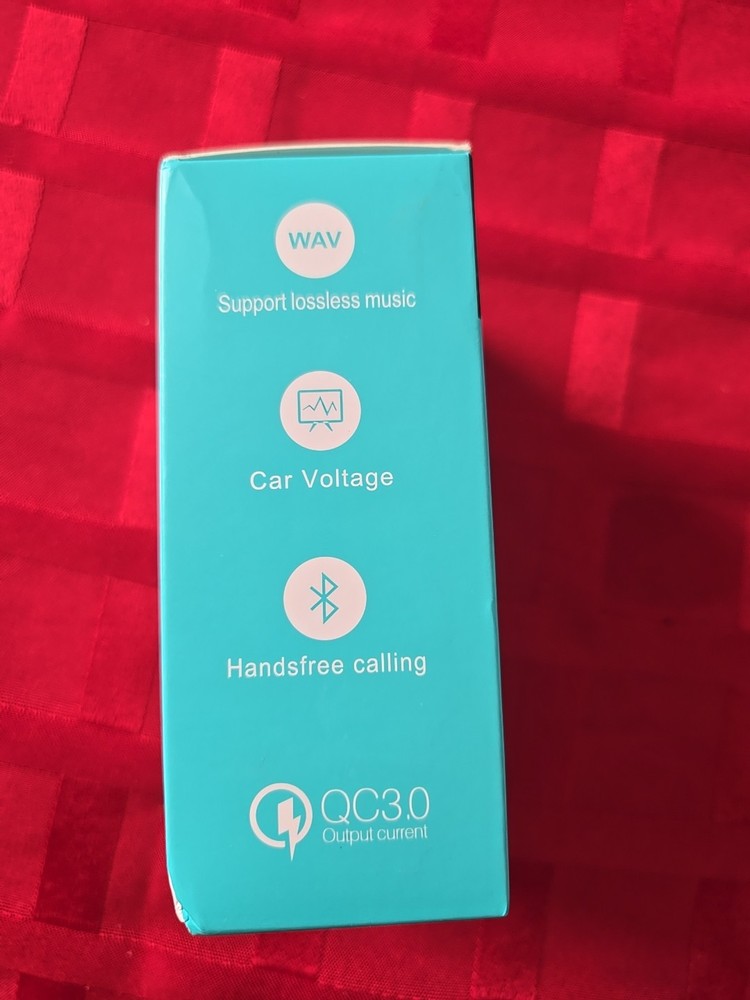 WAV
Support lossless music
Car Voltage
Handsfree calling
QC3.0
Output current